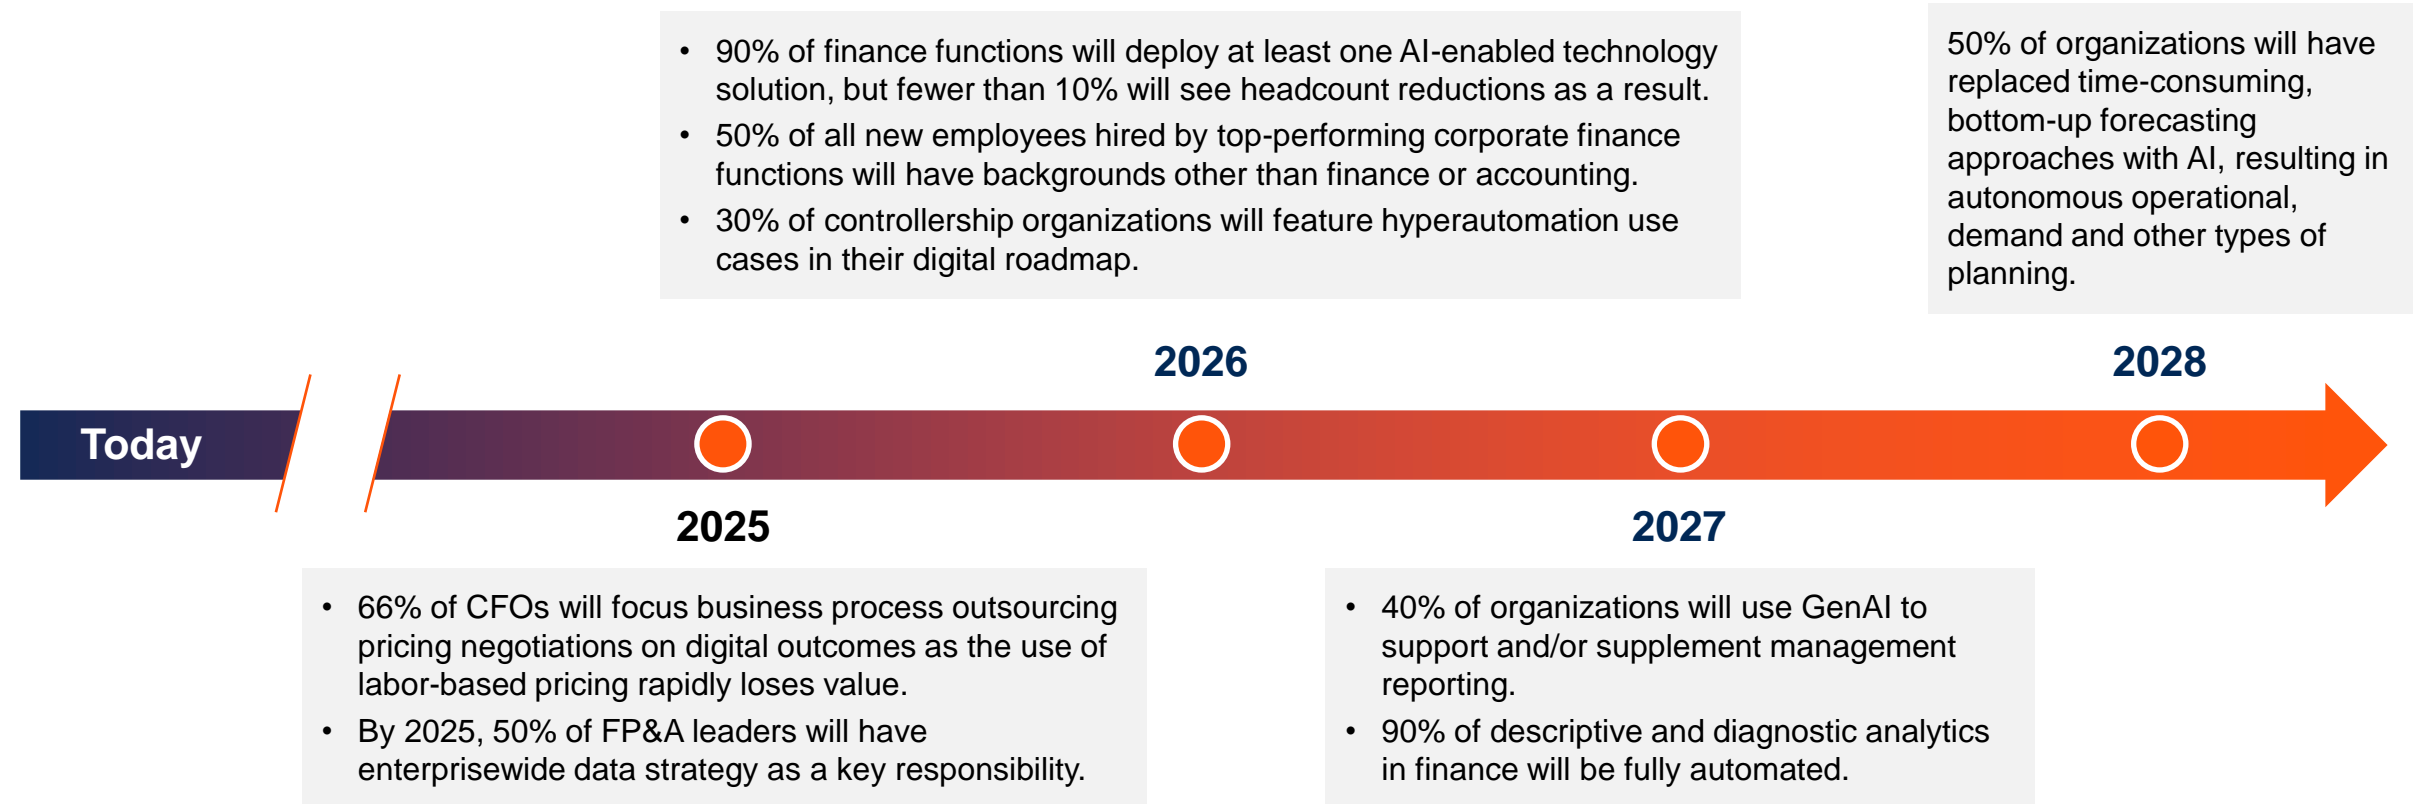 • 90% of finance functions will deploy at least one AI-enabled technology
solution, but fewer than 10% will see headcount reductions as a result.
• 50% of all new employees hired by top-performing corporate finance
functions will have backgrounds other than finance or accounting.
• 30% of controllership organizations will feature hyperautomation use
cases in their digital roadmap.
50% of organizations will have
replaced time-consuming,
bottom-up forecasting
approaches with AI, resulting in
autonomous operational,
demand and other types of
planning.
2026
2028
Today
2025
2027
• 66% of CFOs will focus business process outsourcing
pricing negotiations on digital outcomes as the use of
labor-based pricing rapidly loses value.
• By 2025, 50% of FP&A leaders will have
enterprisewide data strategy as a key responsibility.
• 40% of organizations will use GenAI to
support and/or supplement management
reporting.
• 90% of descriptive and diagnostic analytics
in finance will be fully automated.